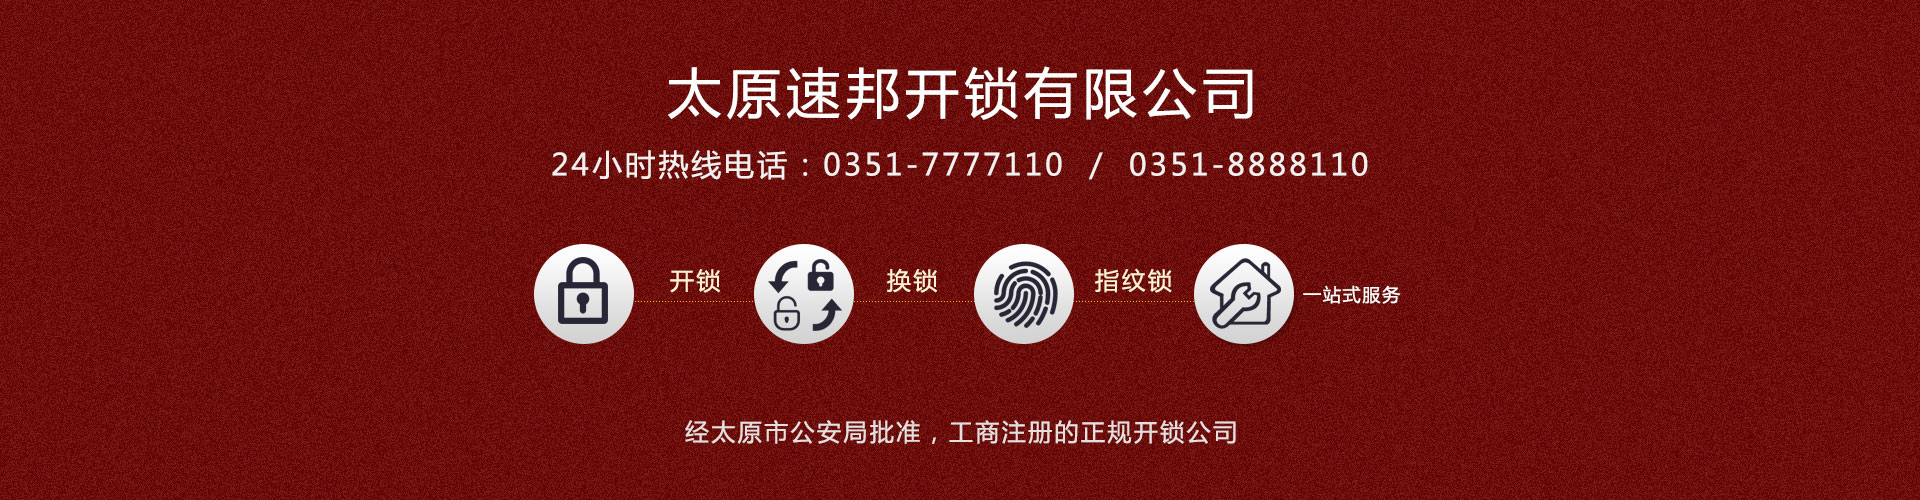 太原速邦开锁有限公司
24小时热线电话：0351-7777110 / 0351-8888110
开锁 换锁 指纹锁 一站式服务
经太原市公安局批准，工商注册的正规开锁公司